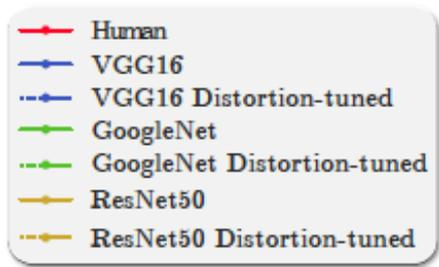 Human
VGG16
VGG16 Distortion-tuned
GoogleNet
GoogleNet Distortion-tuned
ResNet50
ResNet50 Distortion-tuned